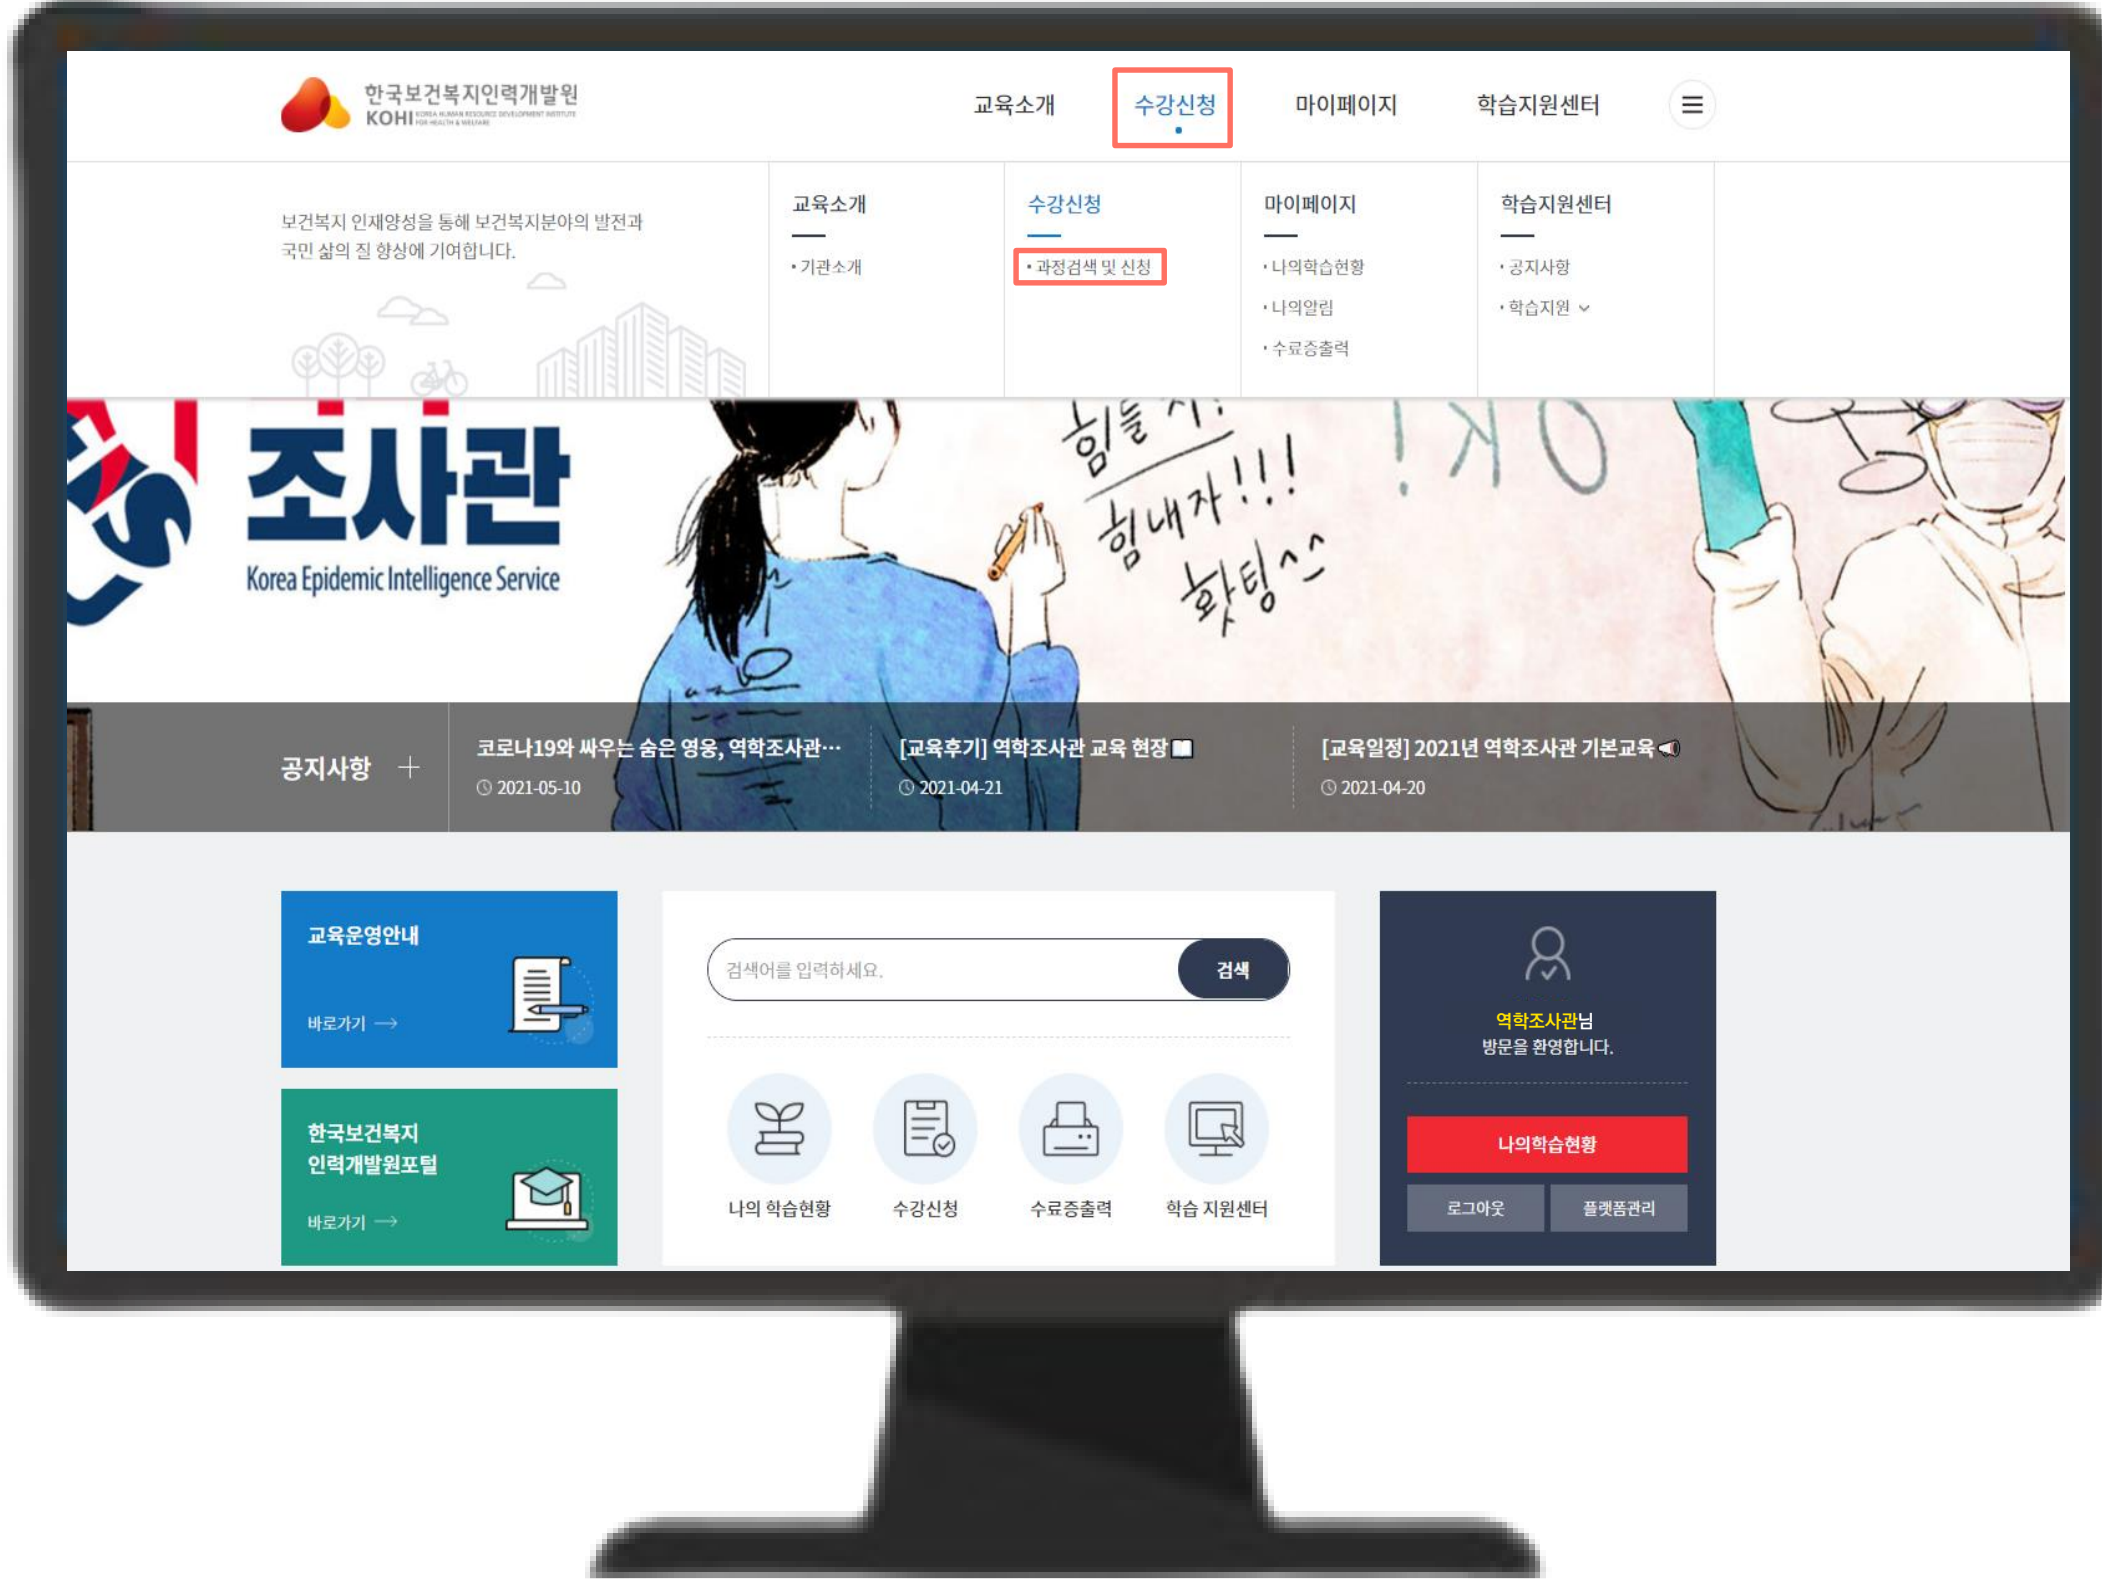 한국보건복지인력개발원
KOHI KOREA HUMAN RESOURCE DEVELOPMENT INSTITUTE
FOR HEALTH & WELFARE
교육소개 수강신청 마이페이지 학습지원센터
보건복지 인재양성을 통해 보건복지분야의 발전과
국민 삶의 질 향상에 기여합니다.
교육소개
• 기관소개
수강신청
• 과정검색 및 신청
마이페이지
• 나의학습현황
• 나의알림
• 수료증출력
학습지원센터
• 공지사항
• 학습지원
조사관
Korea Epidemic Intelligence Service
힘들지!
힘내자!!!
홧팅^^
OK!
공지사항 +
코로나19와 싸우는 숨은 영웅, 역학조사관…
2021-05-10
[교육후기] 역학조사관 교육 현장
2021-04-21
[교육일정] 2021년 역학조사관 기본교육
2021-04-20
교육운영안내
바로가기 →
한국보건복지
인력개발원포털
바로가기 →
검색어를 입력하세요.
검색
나의 학습현황
수강신청
수료증출력
학습 지원센터
역학조사관님
방문을 환영합니다.
나의학습현황
로그아웃
플랫폼관리